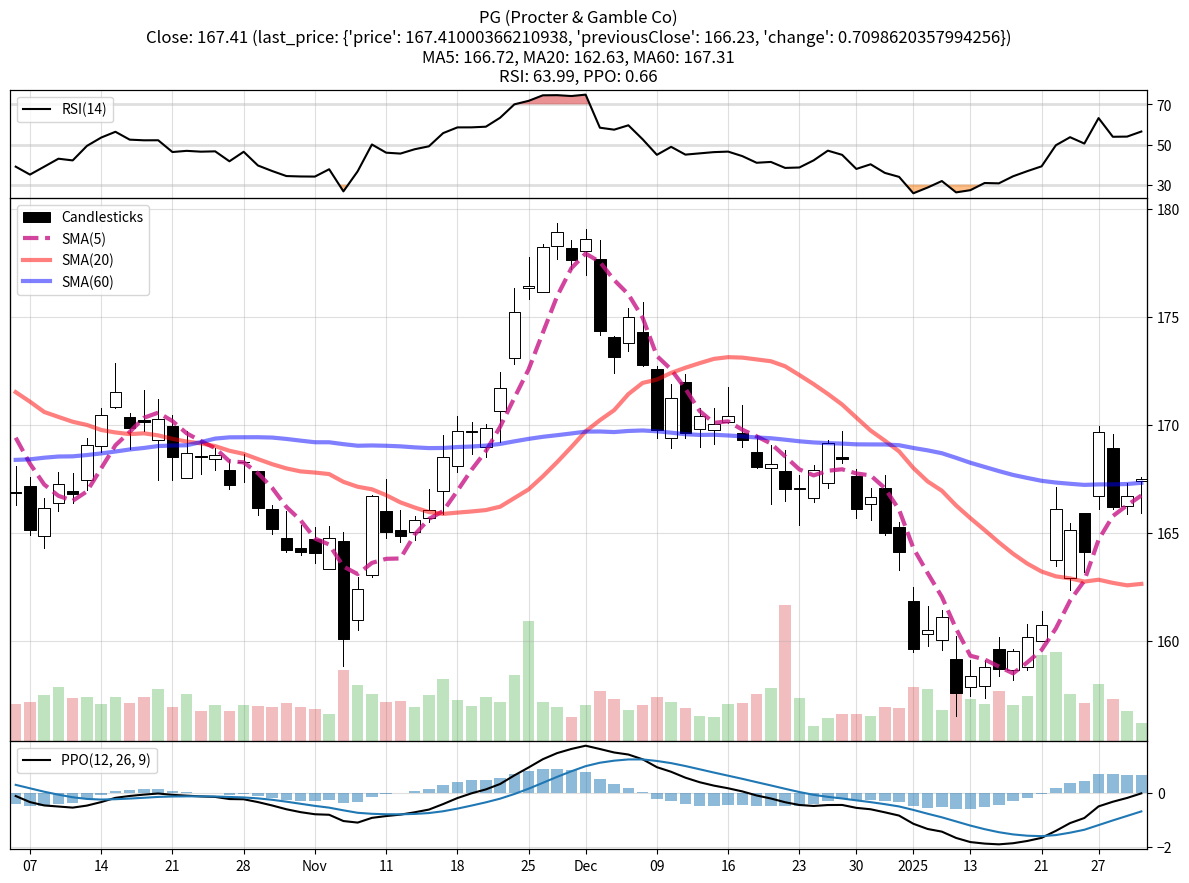 PG (Procter & Gamble Co)
Close: 167.41 (last_price: {'price': 167.41000366210938, 'previousClose': 166.23, 'change': 0.7098620357994256})
MA5: 166.72, MA20: 162.63, MA60: 167.31
RSI: 63.99, PPO: 0.66
RSI(14)
70
50
30
Candlesticks
SMA(5)
SMA(20)
SMA(60)
180
175
170
165
160
PPO(12, 26, 9)
0
−2
07 14 21 28 Nov 11 18 25 Dec 09 16 23 30 2025 13 21 27